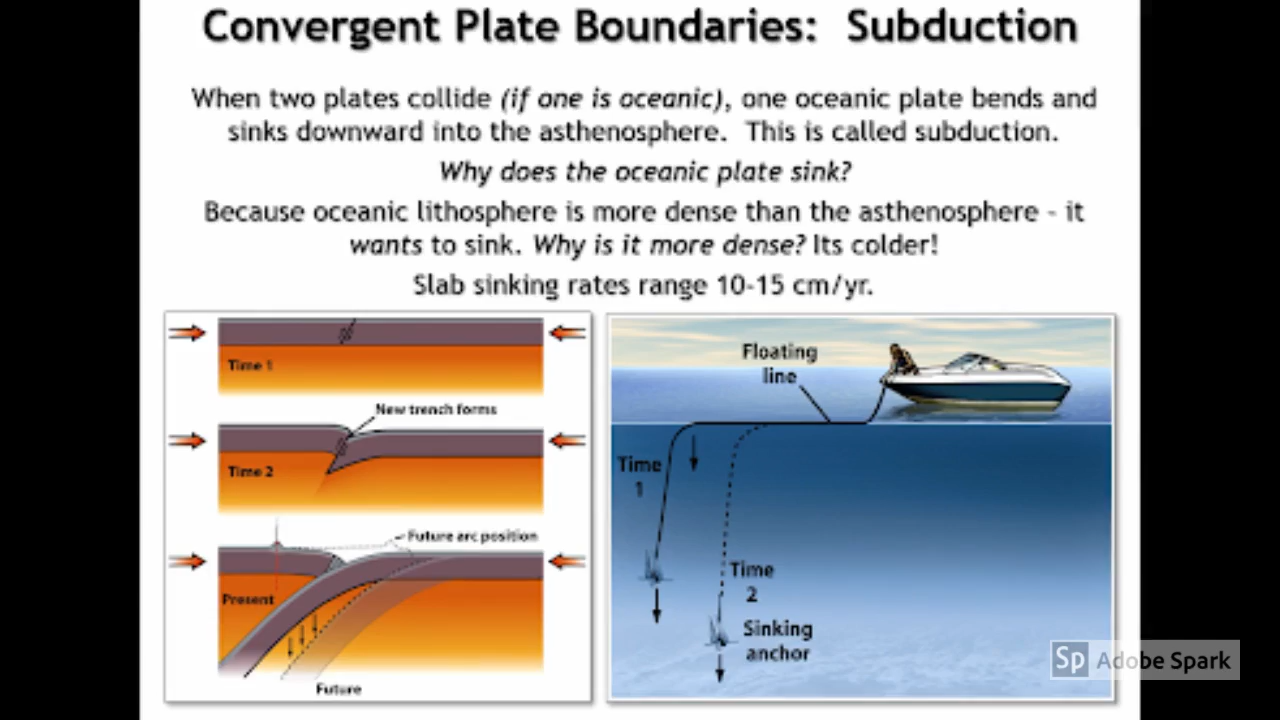 Convergent Plate Boundaries: Subduction
When two plates collide (if one is oceanic), one oceanic plate bends and
sinks downward into the asthenosphere. This is called subduction.
Why does the oceanic plate sink?
Because oceanic lithosphere is more dense than the asthenosphere - it
wants to sink. Why is it more dense? Its colder!
Slab sinking rates range 10-15 cm/yr.
Time 1
New trench forms
Time 2
Future arc position
Present
Future
Floating
line
Time
1
Time
2
Sinking
anchor
Sp Adobe Spark